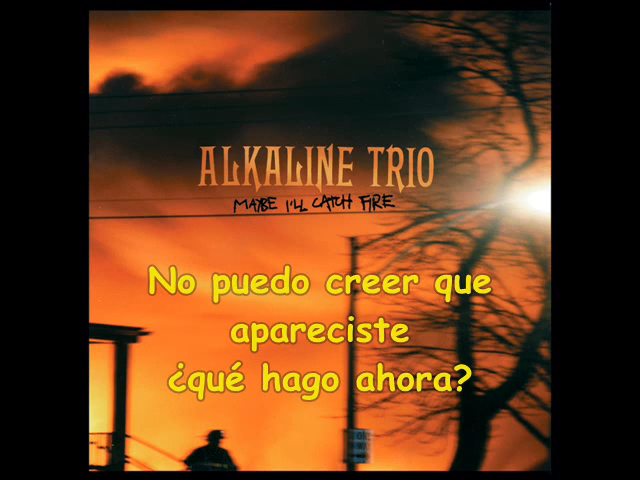 ALKALINE TRIO
MAYBE I'LL CATCH FIRE
No puedo creer que
apareciste
¿qué hago ahora?